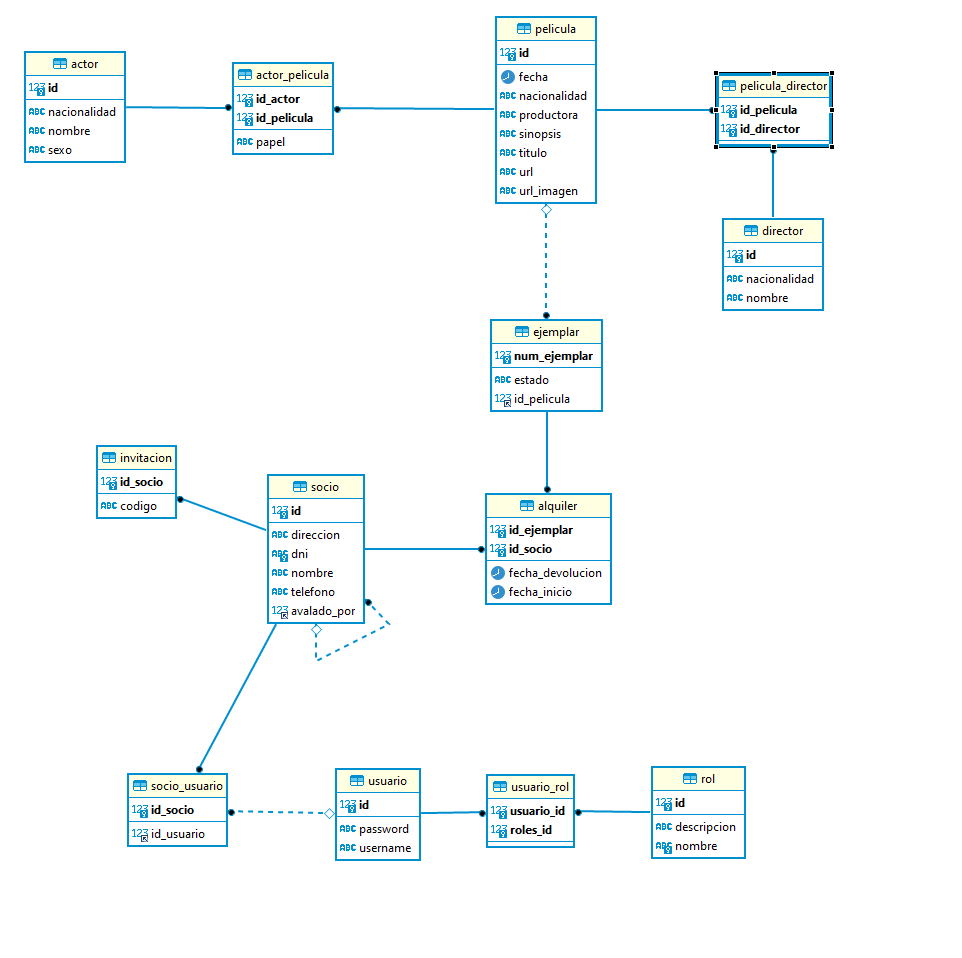 actor
123 id
ABC nacionalidad
ABC nombre
ABC sexo
actor_pelicula
123 id_actor
123 id_pelicula
ABC papel
pelicula
123 id
fecha
ABC nacionalidad
ABC productora
ABC sinopsis
ABC titulo
ABC url
ABC url_imagen
pelicula_director
123 id_pelicula
123 id_director
director
123 id
ABC nacionalidad
ABC nombre
ejemplar
123 num_ejemplar
ABC estado
123 id_pelicula
invitacion
123 id_socio
ABC codigo
socio
123 id
ABC direccion
ABC dni
ABC nombre
ABC telefono
123 avalado_por
alquiler
123 id_ejemplar
123 id_socio
fecha_devolucion
fecha_inicio
socio_usuario
123 id_socio
123 id_usuario
usuario
123 id
ABC password
ABC username
usuario_rol
123 usuario_id
123 roles_id
rol
123 id
ABC descripcion
ABC nombre